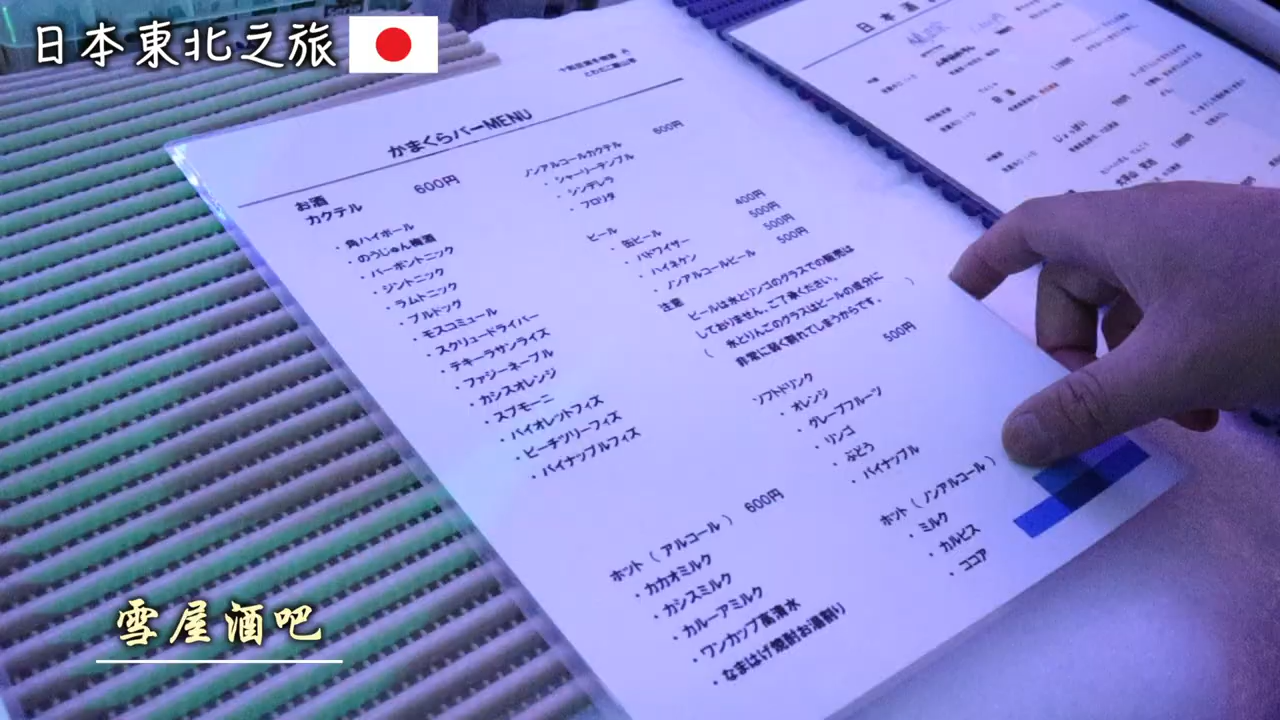 日本東北之旅
かまくらバーMENU
お酒
カクテル 600円
・角ハイボール
・のうじゅん梅酒
・バーボントニック
・ジントニック
・ラムトニック
・ブルドッグ
・モスコミュール
・スクリュードライバー
・テキーラサンライズ
・ファジーネーブル
・カシスオレンジ
・スプモーニ
・バイオレットフィズ
・ピーチツリーフィズ
・パイナップルフィズ
ホット（アルコール） 600円
・カカオミルク
・カシスミルク
・カルーアミルク
・ワンカップ高清水
・なまはげ焼酎お湯割り
ノンアルコールカクテル 600円
・シャーリーテンプル
・シンデレラ
・フロリダ
ビール
・缶ビール 400円
・バドワイザー 500円
・ハイネケン 500円
・ノンアルコールビール 500円
注意
ビールは氷とリンゴのグラスでの販売は
しておりません。ご了承ください。
（ 氷とりんごのグラスはビールの成分に
非常に弱く割れてしまうからです。 ）
ソフトドリンク 500円
・オレンジ
・グレープフルーツ
・リンゴ
・ぶどう
・パイナップル
ホット（ノンアルコール）
・ミルク
・カルピス
・ココア
日本酒
雪屋酒吧